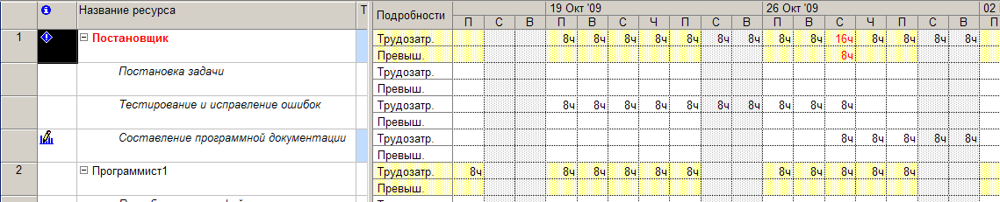 Название ресурса Т Подробности 19 Окт '09 26 Окт '09 02
П С В П В С Ч П С В П В С Ч П С В П
1 Постановщик Трудозатр. 8ч 8ч 8ч 8ч 8ч 8ч 8ч 8ч 8ч 16ч 8ч 8ч 8ч 8ч
Превыш. 8ч
Постановка задачи Трудозатр.
Превыш.
Тестирование и исправление ошибок Трудозатр. 8ч 8ч 8ч 8ч 8ч 8ч 8ч 8ч 8ч 8ч
Превыш.
Составление программной документации Трудозатр. 8ч 8ч 8ч 8ч 8ч
Превыш.
2 Программист1 Трудозатр. 8ч 8ч 8ч 8ч 8ч 8ч 8ч 8ч 8ч 8ч 8ч
Превыш.